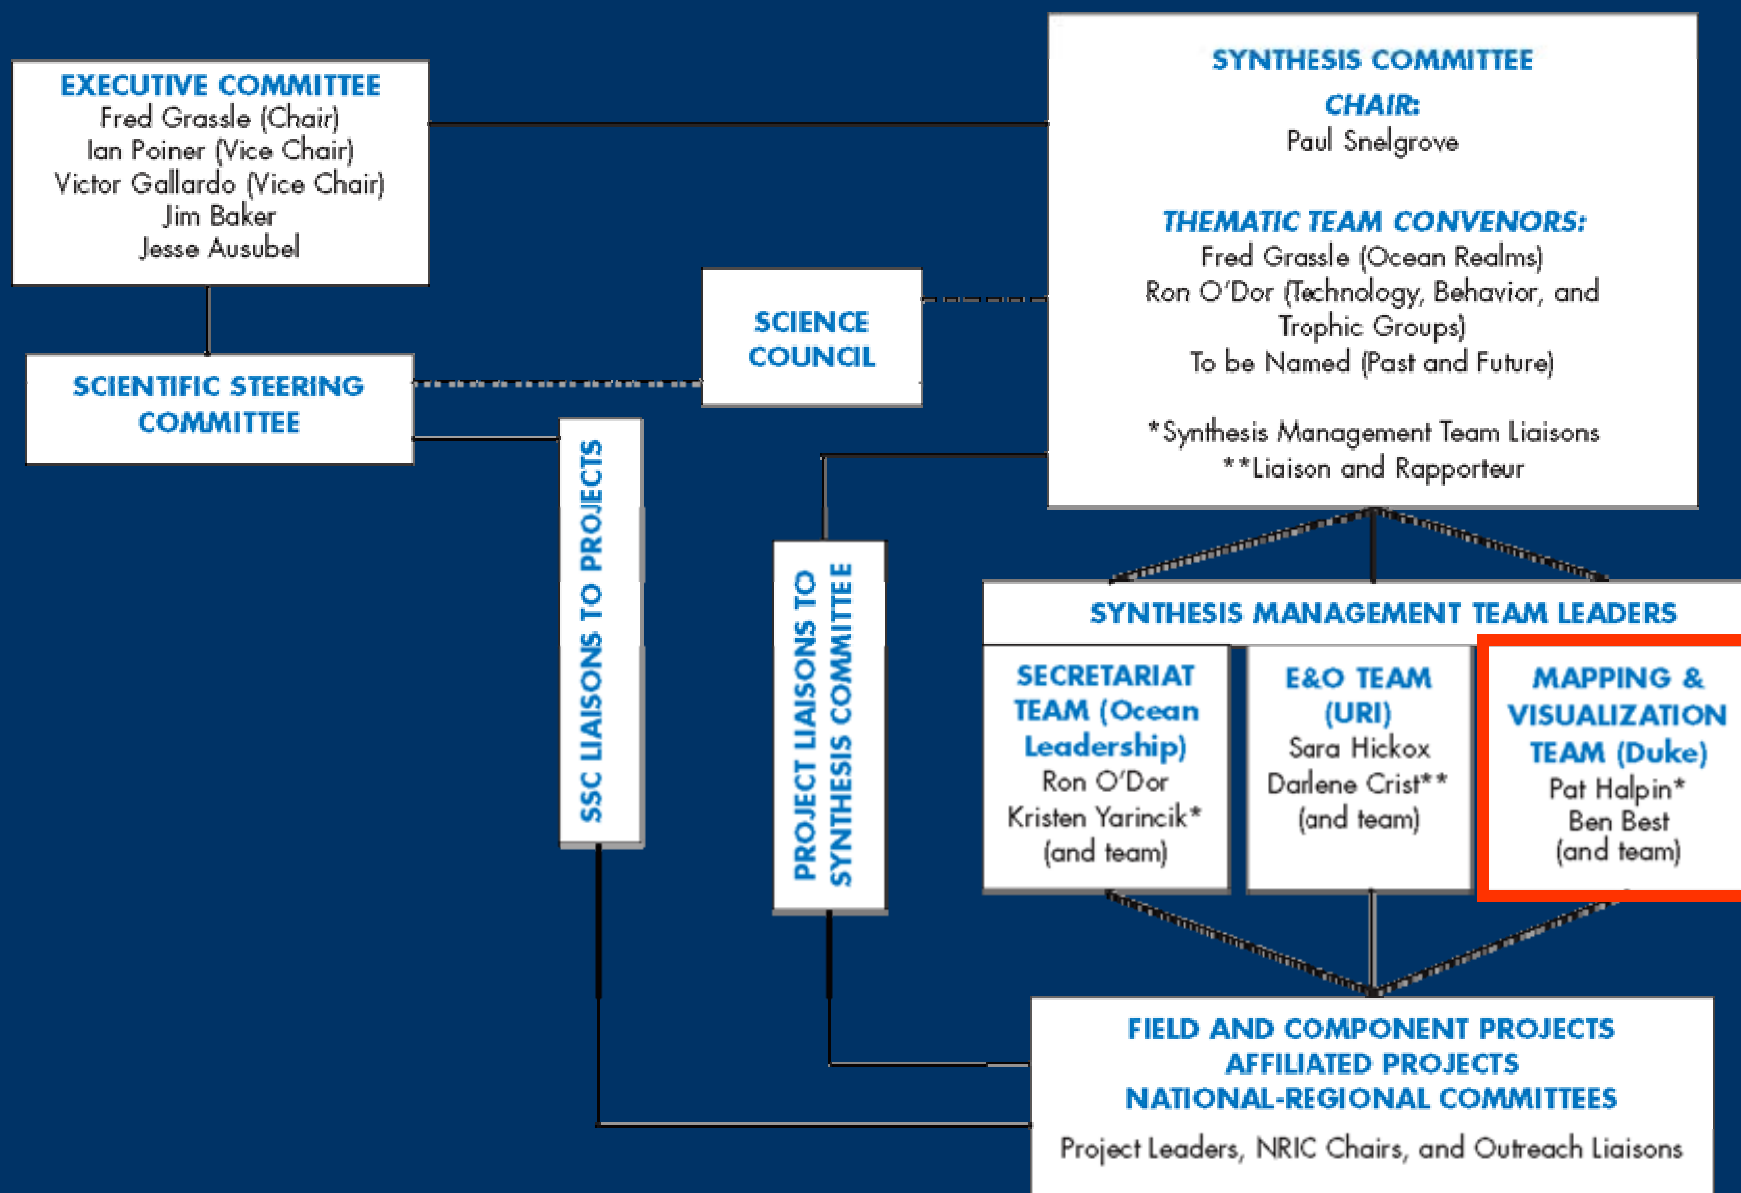 EXECUTIVE COMMITTEE
Fred Grassle (Chair)
Ian Poiner (Vice Chair)
Victor Gallardo (Vice Chair)
Jim Baker
Jesse Ausubel
SYNTHESIS COMMITTEE
CHAIR:
Paul Snelgrove
THEMATIC TEAM CONVENORS:
Fred Grassle (Ocean Realms)
Ron O'Dor (Technology, Behavior, and
Trophic Groups)
To be Named (Past and Future)
*Synthesis Management Team Liaisons
**Liaison and Rapporteur
SCIENCE
COUNCIL
SCIENTIFIC STEERING
COMMITTEE
SSC LIAISONS TO PROJECTS
PROJECT LIAISONS TO
SYNTHESIS COMMITTEE
SYNTHESIS MANAGEMENT TEAM LEADERS
SECRETARIAT
TEAM (Ocean
Leadership)
Ron O'Dor
Kristen Yarincik*
(and team)
E&O TEAM
(URI)
Sara Hickox
Darlene Crist**
(and team)
MAPPING &
VISUALIZATION
TEAM (Duke)
Pat Halpin*
Ben Best
(and team)
FIELD AND COMPONENT PROJECTS
AFFILIATED PROJECTS
NATIONAL-REGIONAL COMMITTEES
Project Leaders, NRIC Chairs, and Outreach Liaisons